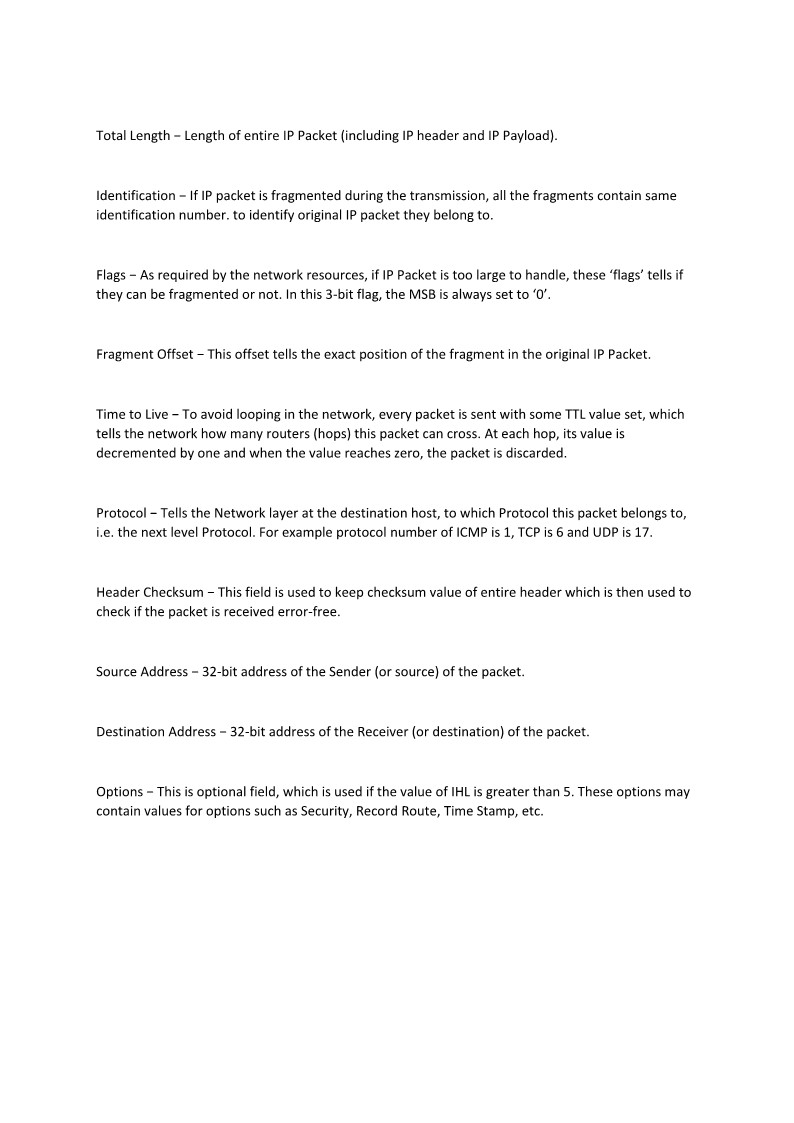 Total Length − Length of entire IP Packet (including IP header and IP Payload).
Identification − If IP packet is fragmented during the transmission, all the fragments contain same
identification number. to identify original IP packet they belong to.
Flags − As required by the network resources, if IP Packet is too large to handle, these ‘flags’ tells if
they can be fragmented or not. In this 3-bit flag, the MSB is always set to ‘0’.
Fragment Offset − This offset tells the exact position of the fragment in the original IP Packet.
Time to Live − To avoid looping in the network, every packet is sent with some TTL value set, which
tells the network how many routers (hops) this packet can cross. At each hop, its value is
decremented by one and when the value reaches zero, the packet is discarded.
Protocol − Tells the Network layer at the destination host, to which Protocol this packet belongs to,
i.e. the next level Protocol. For example protocol number of ICMP is 1, TCP is 6 and UDP is 17.
Header Checksum − This field is used to keep checksum value of entire header which is then used to
check if the packet is received error-free.
Source Address − 32-bit address of the Sender (or source) of the packet.
Destination Address − 32-bit address of the Receiver (or destination) of the packet.
Options − This is optional field, which is used if the value of IHL is greater than 5. These options may
contain values for options such as Security, Record Route, Time Stamp, etc.